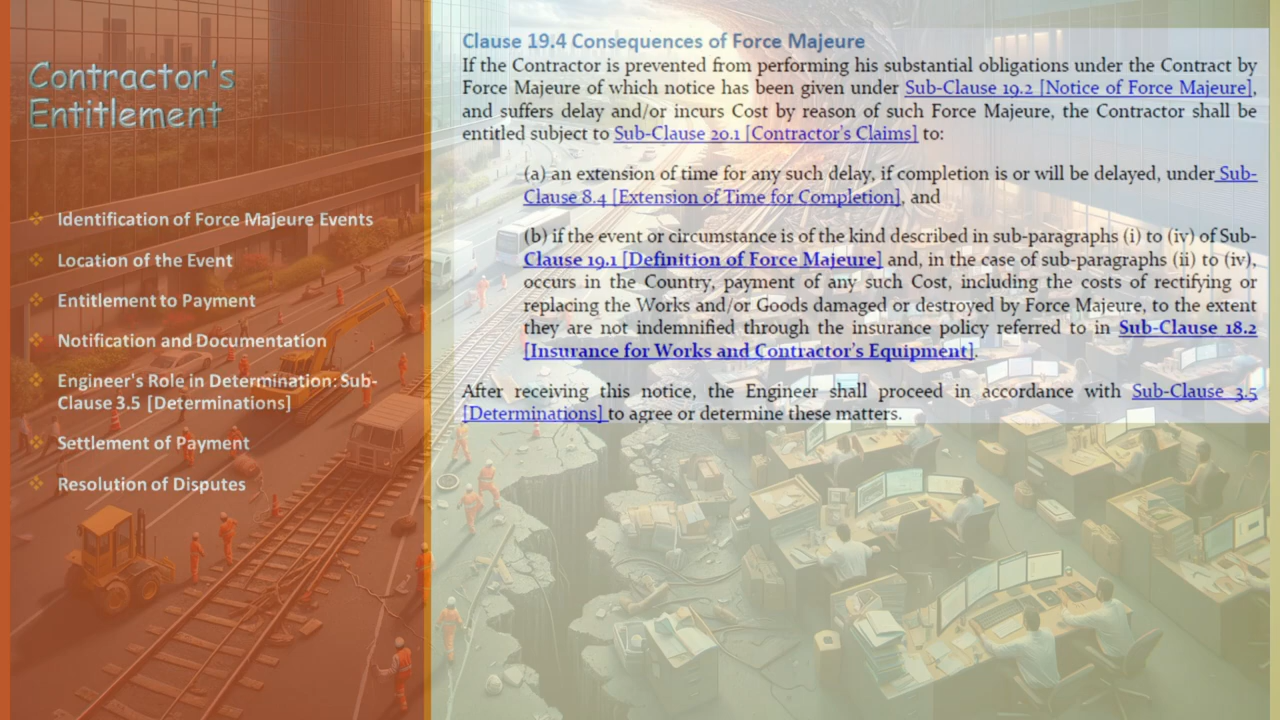 Contractor's
Entitlement
Identification of Force Majeure Events
Location of the Event
Entitlement to Payment
Notification and Documentation
Engineer's Role in Determination: Sub-
Clause 3.5 [Determinations]
Settlement of Payment
Resolution of Disputes
Clause 19.4 Consequences of Force Majeure
If the Contractor is prevented from performing his substantial obligations under the Contract by
Force Majeure of which notice has been given under Sub-Clause 19.2 [Notice of Force Majeure],
and suffers delay and/or incurs Cost by reason of such Force Majeure, the Contractor shall be
entitled subject to Sub-Clause 20.1 [Contractor's Claims] to:
(a) an extension of time for any such delay, if completion is or will be delayed, under Sub-
Clause 8.4 [Extension of Time for Completion], and
(b) if the event or circumstance is of the kind described in sub-paragraphs (i) to (iv) of Sub-
Clause 19.1 [Definition of Force Majeure] and, in the case of sub-paragraphs (ii) to (iv),
occurs in the Country, payment of any such Cost, including the costs of rectifying or
replacing the Works and/or Goods damaged or destroyed by Force Majeure, to the extent
they are not indemnified through the insurance policy referred to in Sub-Clause 18.2
[Insurance for Works and Contractor's Equipment].
After receiving this notice, the Engineer shall proceed in accordance with Sub-Clause 3.5
[Determinations] to agree or determine these matters.